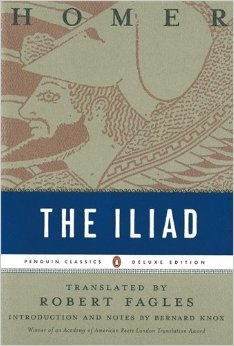 HOMER
THE ILIAD
PENGUIN CLASSICS DELUXE EDITION
TRANSLATED BY
ROBERT FAGLES
INTRODUCTION AND NOTES BY BERNARD KNOX
Winner of an Academy of American Poets Landon Translation Award